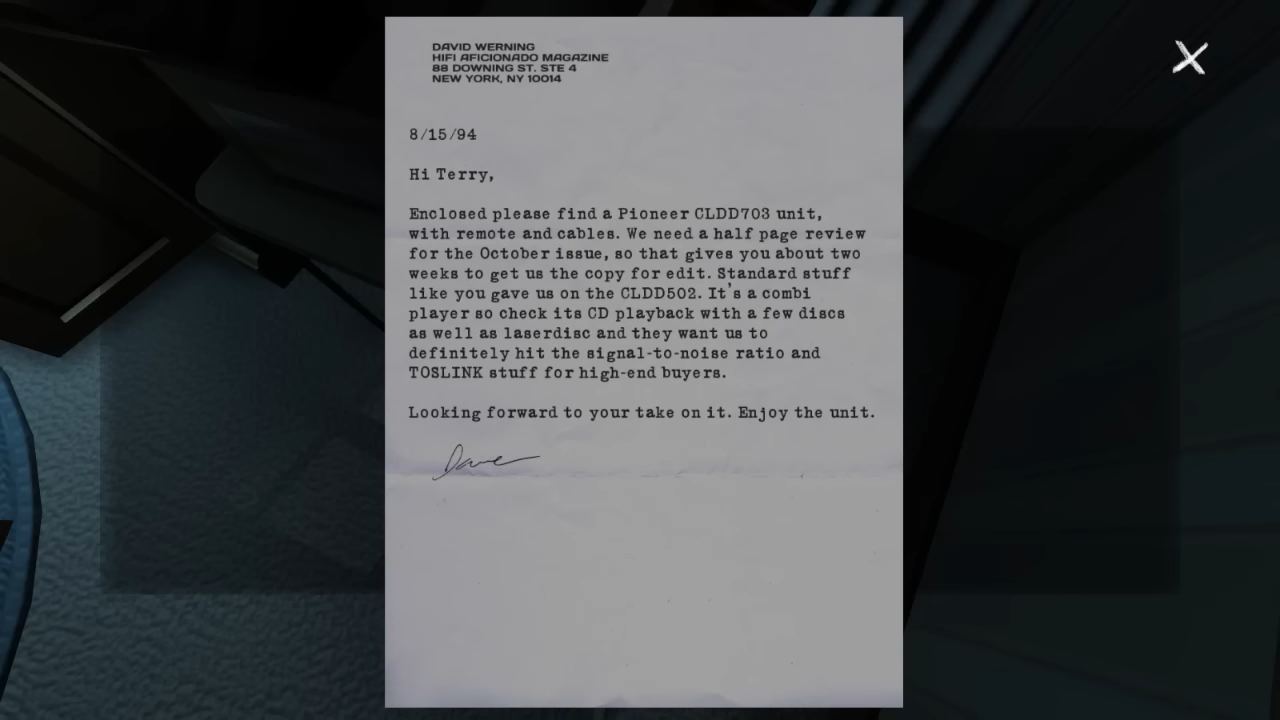 DAVID WERNING
HIFI AFICIONADO MAGAZINE
88 DOWNING ST. STE 4
NEW YORK, NY 10014
8/15/94
Hi Terry,
Enclosed please find a Pioneer CLDD703 unit,
with remote and cables. We need a half page review
for the October issue, so that gives you about two
weeks to get us the copy for edit. Standard stuff
like you gave us on the CLDD502. It's a combi
player so check its CD playback with a few discs
as well as laserdisc and they want us to
definitely hit the signal-to-noise ratio and
TOSLINK stuff for high-end buyers.
Looking forward to your take on it. Enjoy the unit.
Dave